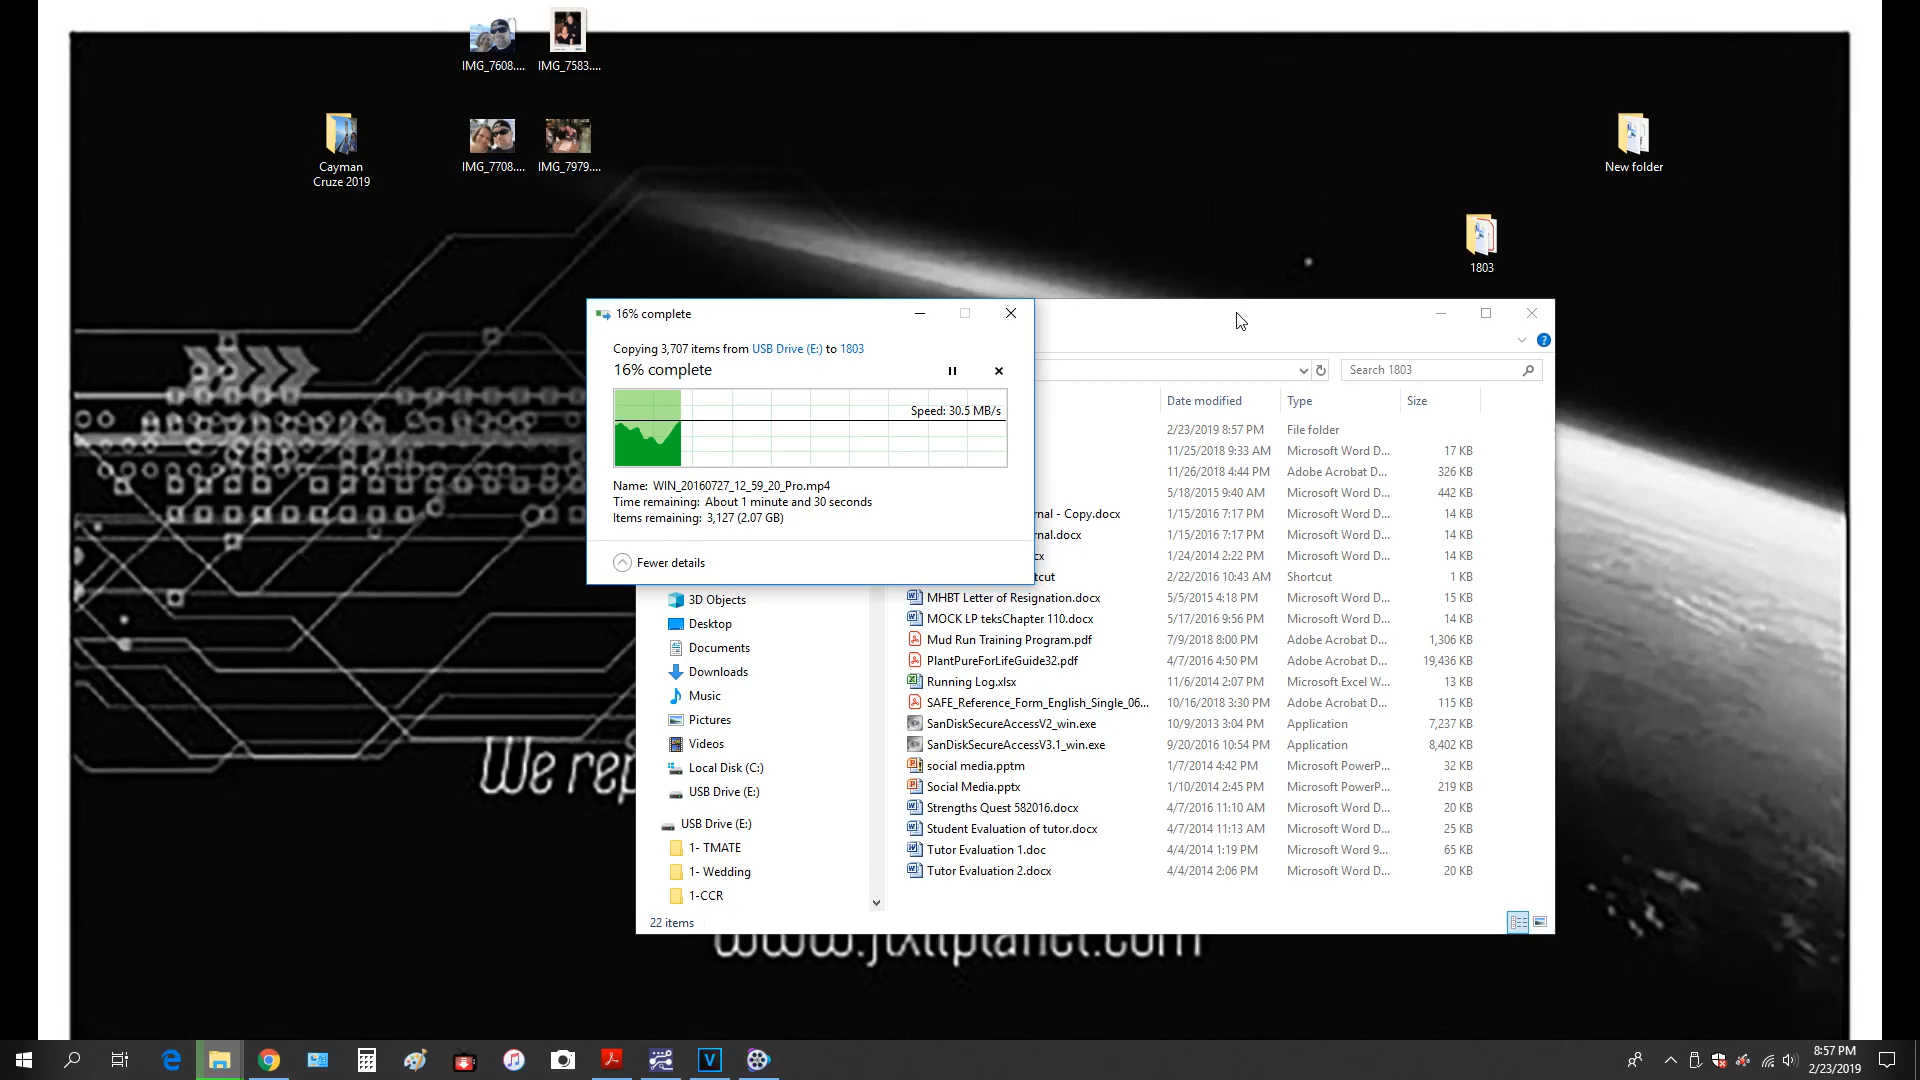 IMG_7608....
IMG_7583....
Cayman
Cruze 2019
IMG_7708....
IMG_7979....
New folder
1803
16% complete
Copying 3,707 items from USB Drive (E:) to 1803
16% complete
Speed: 30.5 MB/s
Name: WIN_20160727_12_59_20_Pro.mp4
Time remaining: About 1 minute and 30 seconds
Items remaining: 3,127 (2.07 GB)
Fewer details
Search 1803
Date modified Type Size
2/23/2019 8:57 PM File folder
11/25/2018 9:33 AM Microsoft Word D... 17 KB
11/26/2018 4:44 PM Adobe Acrobat D... 326 KB
5/18/2015 9:40 AM Microsoft Word D... 442 KB
rnal - Copy.docx 1/15/2016 7:17 PM Microsoft Word D... 14 KB
rnal.docx 1/15/2016 7:17 PM Microsoft Word D... 14 KB
cx 1/24/2014 2:22 PM Microsoft Word D... 13 KB
tcut 2/22/2016 10:43 AM Shortcut 1 KB
MHBT Letter of Resignation.docx 5/5/2015 4:18 PM Microsoft Word D... 15 KB
MOCK LP teksChapter 110.docx 5/17/2016 9:56 PM Microsoft Word D... 14 KB
Mud Run Training Program.pdf 7/9/2018 8:00 PM Adobe Acrobat D... 1,306 KB
PlantPureForLifeGuide32.pdf 4/7/2016 4:50 PM Adobe Acrobat D... 19,436 KB
Running Log.xlsx 11/6/2014 2:07 PM Microsoft Excel W... 13 KB
SAFE_Reference_Form_English_Single_06... 10/16/2018 3:30 PM Adobe Acrobat D... 115 KB
SanDiskSecureAccessV2_win.exe 10/9/2013 3:04 PM Application 7,237 KB
SanDiskSecureAccessV3.1_win.exe 9/20/2016 10:54 PM Application 8,402 KB
social media.pptm 1/7/2014 4:42 PM Microsoft PowerP... 32 KB
Social Media.pptx 1/10/2014 2:45 PM Microsoft PowerP... 219 KB
Strengths Quest 582016.docx 4/7/2016 11:10 AM Microsoft Word D... 20 KB
Student Evaluation of tutor.docx 4/7/2014 11:13 AM Microsoft Word D... 25 KB
Tutor Evaluation 1.doc 4/4/2014 1:19 PM Microsoft Word 9... 65 KB
Tutor Evaluation 2.docx 4/4/2014 2:06 PM Microsoft Word D... 20 KB
3D Objects
Desktop
Documents
Downloads
Music
Pictures
Videos
Local Disk (C:)
USB Drive (E:)
USB Drive (E:)
1- TMATE
1- Wedding
1-CCR
22 items
We rep
8:57 PM
2/23/2019